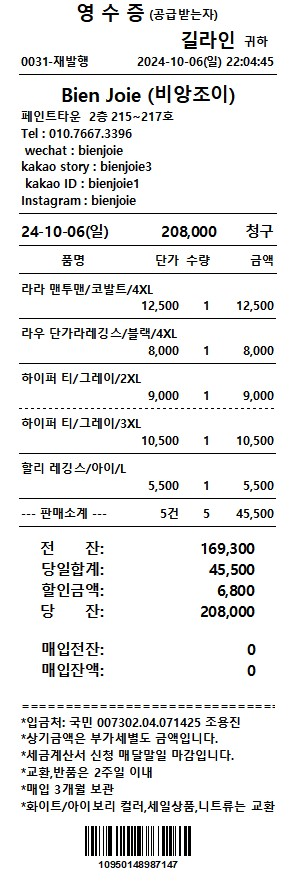 영 수 증 (공급받는자)
길라인 귀하
0031-재발행 2024-10-06(일) 22:04:45
Bien Joie (비앙조이)
페인트타운 2층 215~217호
Tel : 010.7667.3396
wechat : bienjoie
kakao story : bienjoie3
kakao ID : bienjoie1
Instagram : bienjoie
24-10-06(일) 208,000 청구
품명 단가 수량 금액
라라 맨투맨/코발트/4XL
12,500 1 12,500
라우 단가라레깅스/블랙/4XL
8,000 1 8,000
하이퍼 티/그레이/2XL
9,000 1 9,000
하이퍼 티/그레이/3XL
10,500 1 10,500
할리 레깅스/아이/L
5,500 1 5,500
--- 판매소계 --- 5건 5 45,500
전 잔: 169,300
당일합계: 45,500
할인금액: 6,800
당 잔: 208,000
매입전잔: 0
매입잔액: 0
================================
*입금처: 국민 007302.04.071425 조용진
*상기금액은 부가세별도 금액입니다.
*세금계산서 신청 매달말일 마감입니다.
*교환,반품은 2주일 이내
*매입 3개월 보관
*화이트/아이보리 컬러,세일상품,니트류는 교환
10950148987147